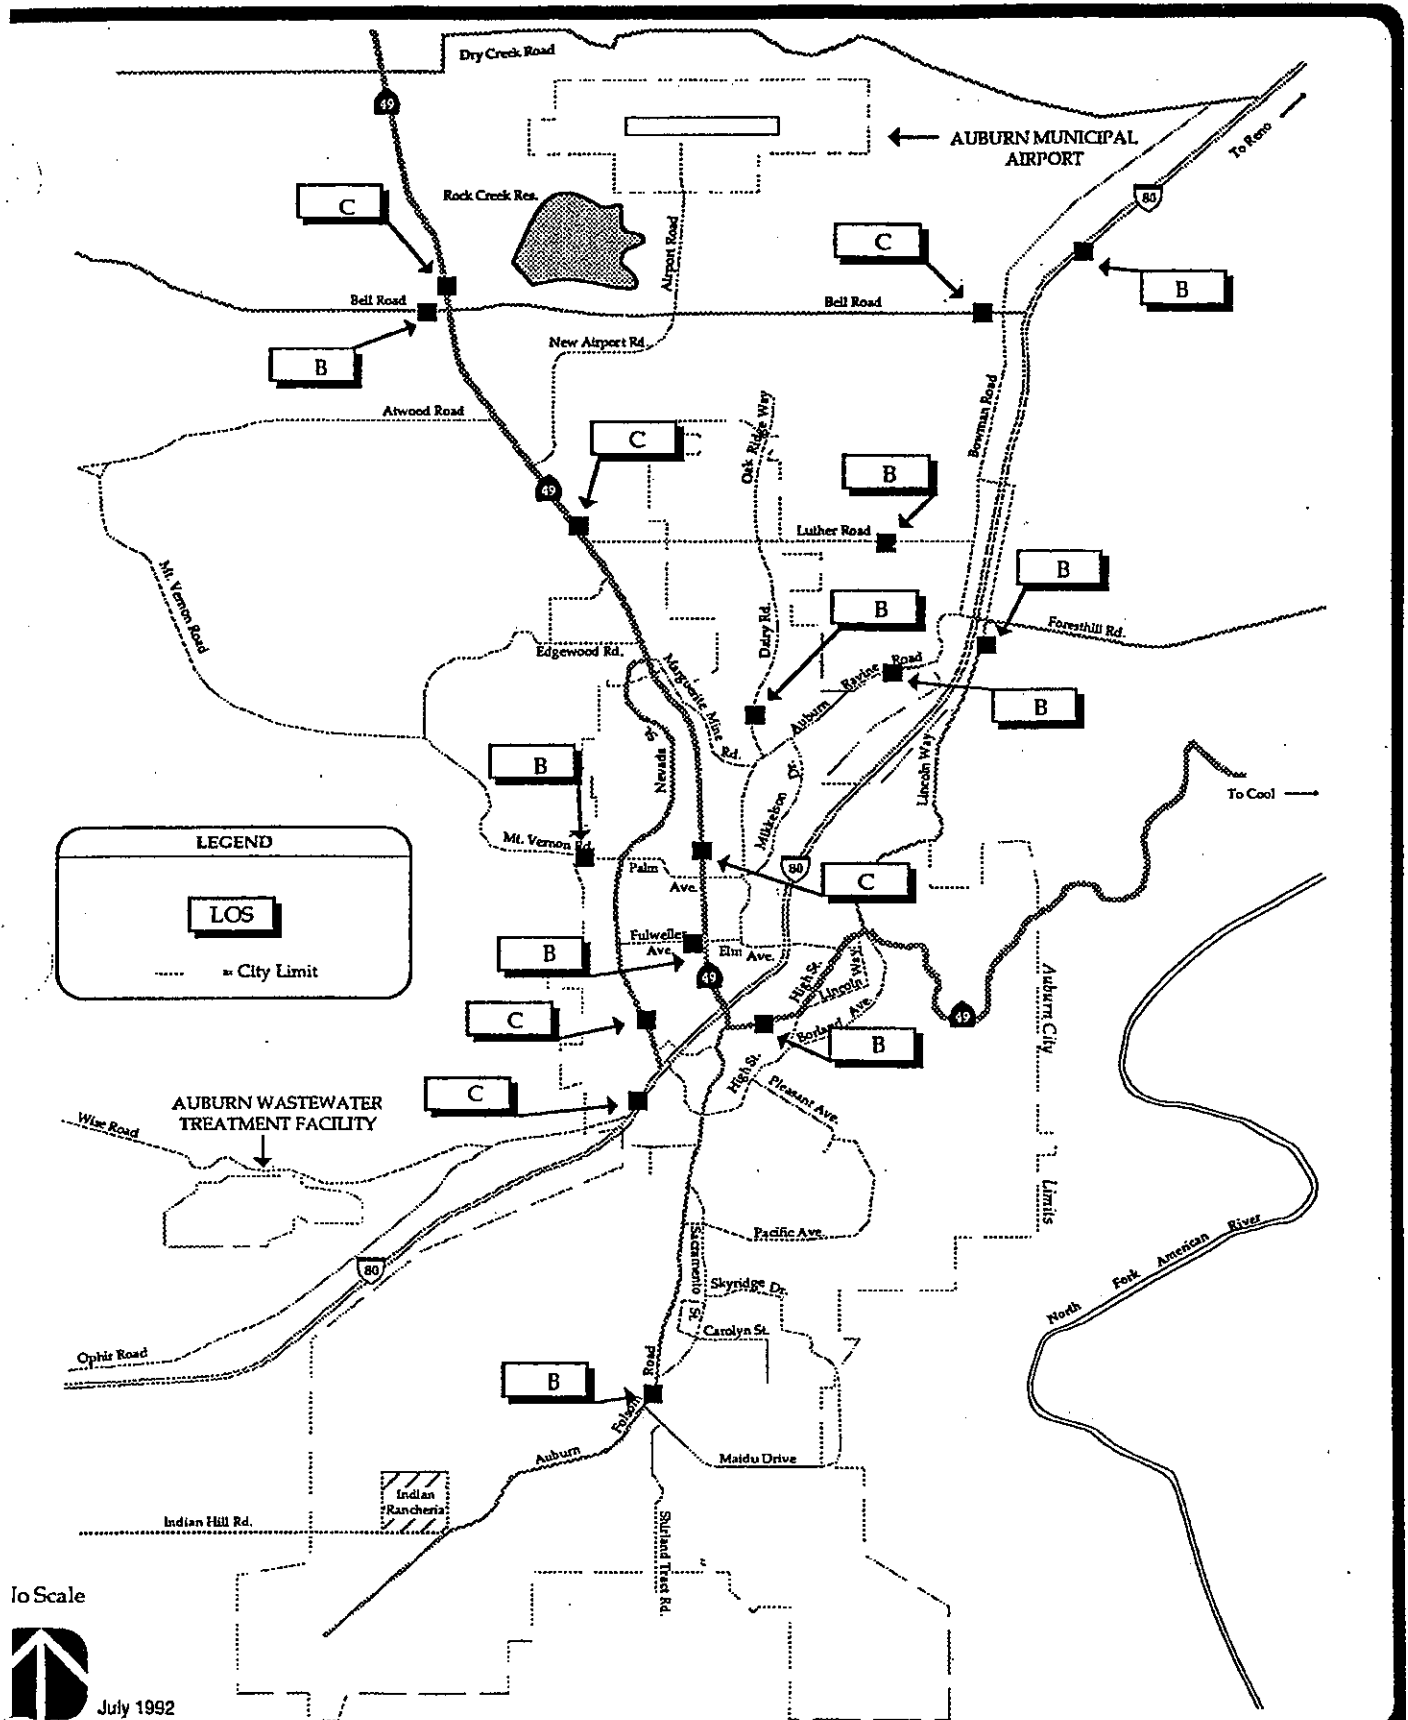 Dry Creek Road
49
AUBURN MUNICIPAL
AIRPORT
To Reno
80
Rock Creek Res.
C
C
B
Airport Road
Bell Road
Bell Road
B
New Airport Rd.
Atwood Road
C
Oak Ridge Way
Bowman Road
B
49
Luther Road
Mt. Vernon Road
B
B
Dairy Rd.
Foresthill Rd.
Edgewood Rd.
Marguerite Mine
Rd.
Auburn Ravine Road
B
Nevada St.
B
Mikkelson Dr.
Lincoln Way
To Cool
LEGEND
LOS
City Limit
Mt. Vernon Rd.
Palm
Ave.
80
C
Fulweiler
Ave.
Elm Ave.
B
49
High St.
Lincoln Way
Borland Ave.
49
Auburn City
Limits
C
B
High St.
Pleasant Ave.
C
AUBURN WASTEWATER
TREATMENT FACILITY
Wise Road
Pacific Ave.
Sacramento St.
80
Skyridge Dr.
North Fork American River
Carolyn St.
Ophir Road
B
Auburn Folsom Road
Maidu Drive
Indian
Rancheria
Indian Hill Rd.
Shirland Tract Rd.
To Scale
July 1992